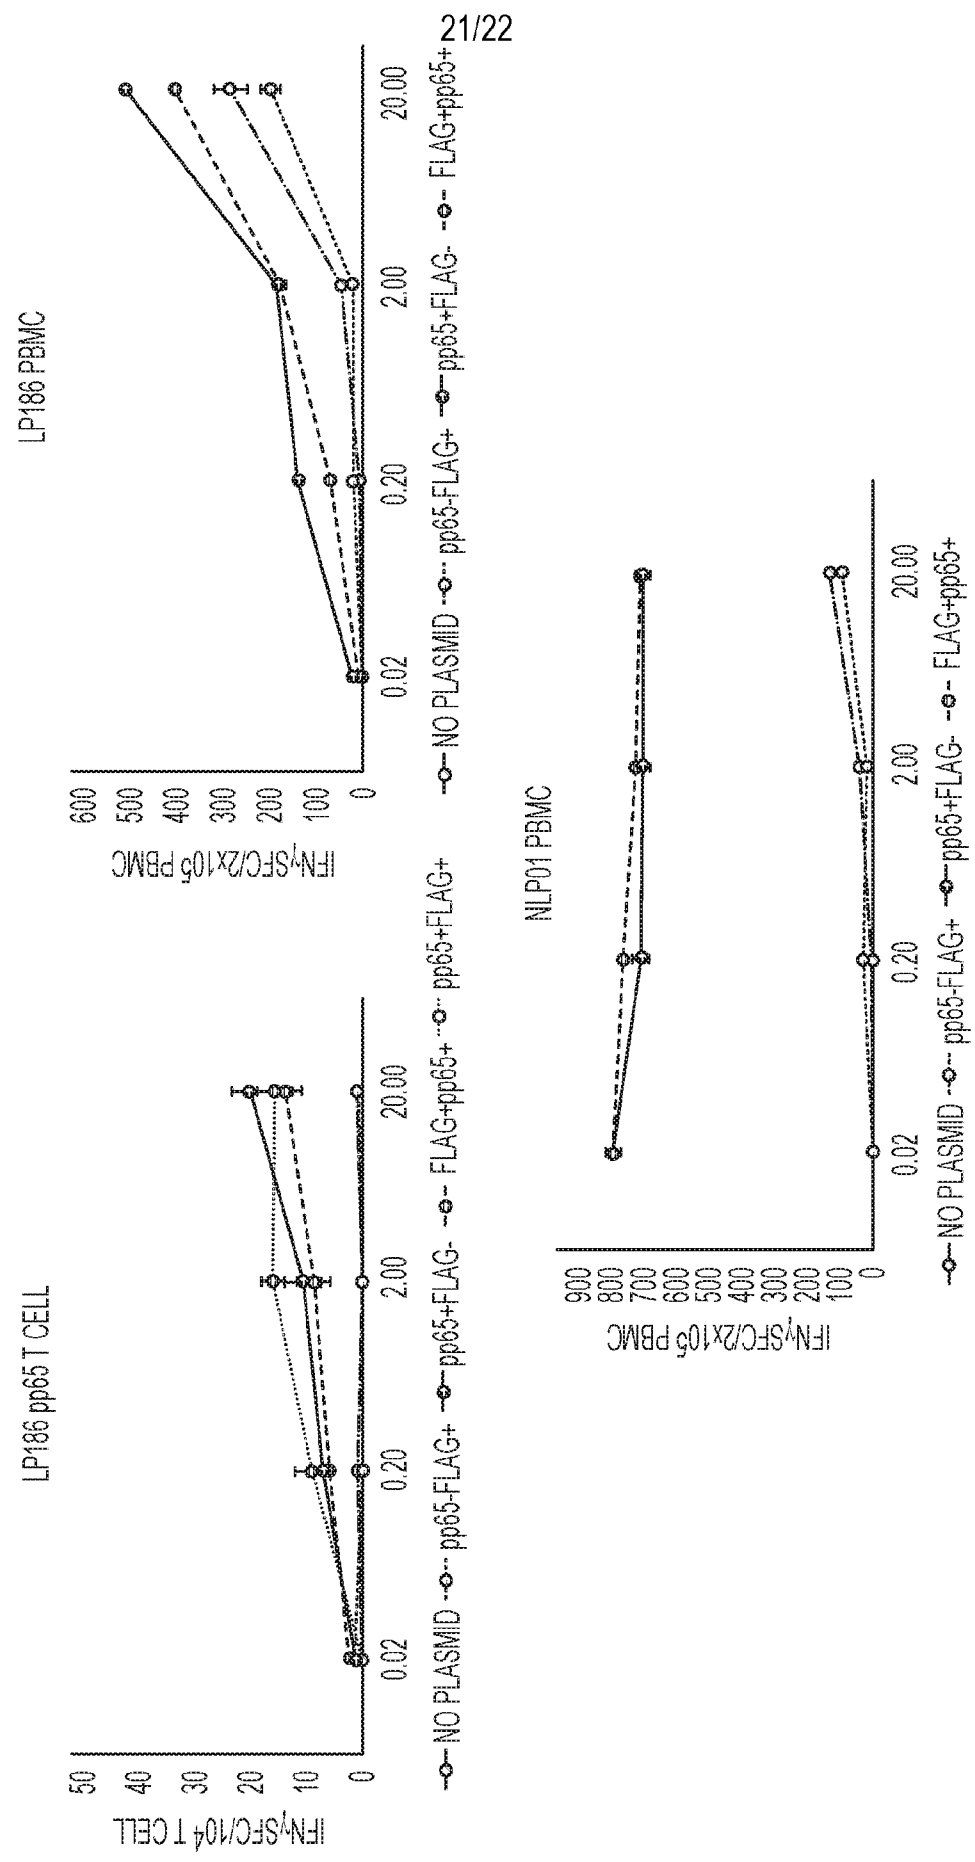 21/22
LP186 pp65 T CELL
IFNγSFC/10⁴ T CELL
50
40
30
20
10
0
0.02 0.20 2.00 20.00
NO PLASMID pp65-FLAG+ pp65+FLAG- FLAG+pp65+ pp65+FLAG+
LP186 PBMC
IFNγSFC/2x10⁵ PBMC
600
500
400
300
200
100
0
0.02 0.20 2.00 20.00
NO PLASMID pp65-FLAG+ pp65+FLAG- FLAG+pp65+
NLP01 PBMC
IFNγSFC/2x10⁵ PBMC
900
800
700
600
500
400
300
200
100
0
0.02 0.20 2.00 20.00
NO PLASMID pp65-FLAG+ pp65+FLAG- FLAG+pp65+